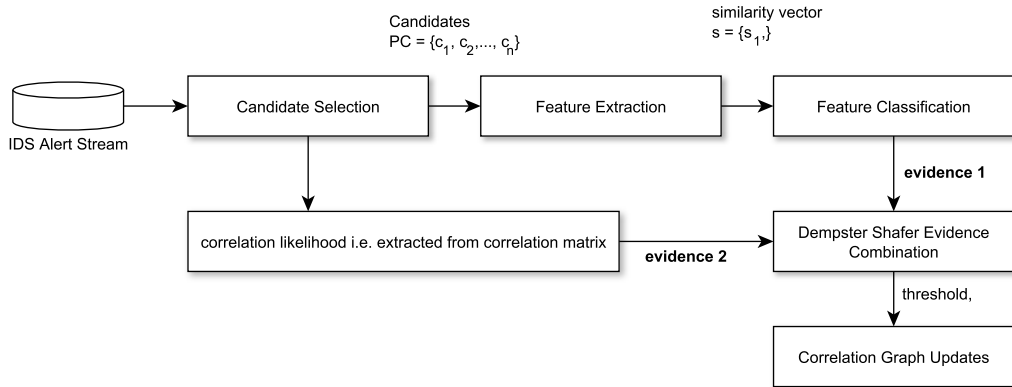 Candidates
PC = {c1, c2,..., cn}
similarity vector
s = {s1,}
IDS Alert Stream
Candidate Selection
Feature Extraction
Feature Classification
evidence 1
correlation likelihood i.e. extracted from correlation matrix
evidence 2
Dempster Shafer Evidence
Combination
threshold,
Correlation Graph Updates